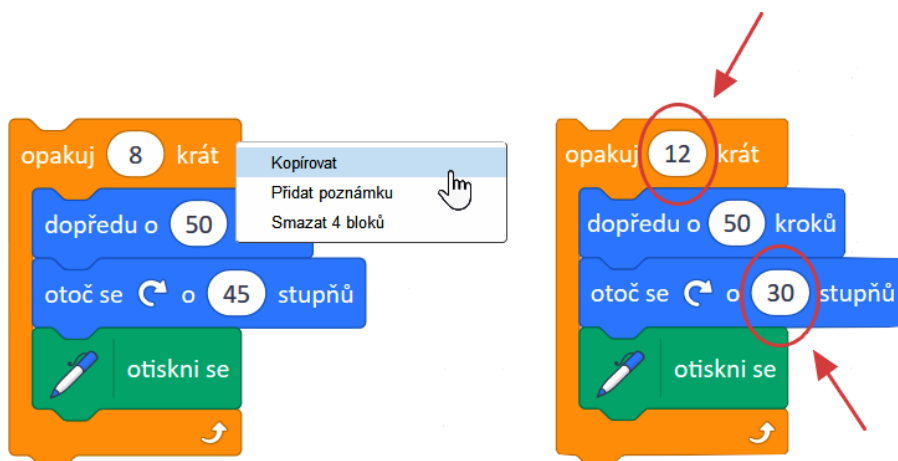 opakuj 8 krát
Kopírovat
Přidat poznámku
Smazat 4 bloků
dopředu o 50
otoč se o 45 stupňů
otiskni se
opakuj 12 krát
dopředu o 50 kroků
otoč se o 30 stupňů
otiskni se